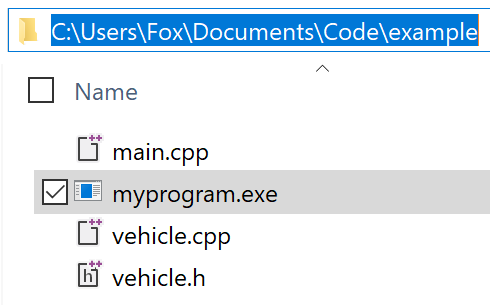 C:\Users\Fox\Documents\Code\example
Name
main.cpp
myprogram.exe
vehicle.cpp
vehicle.h